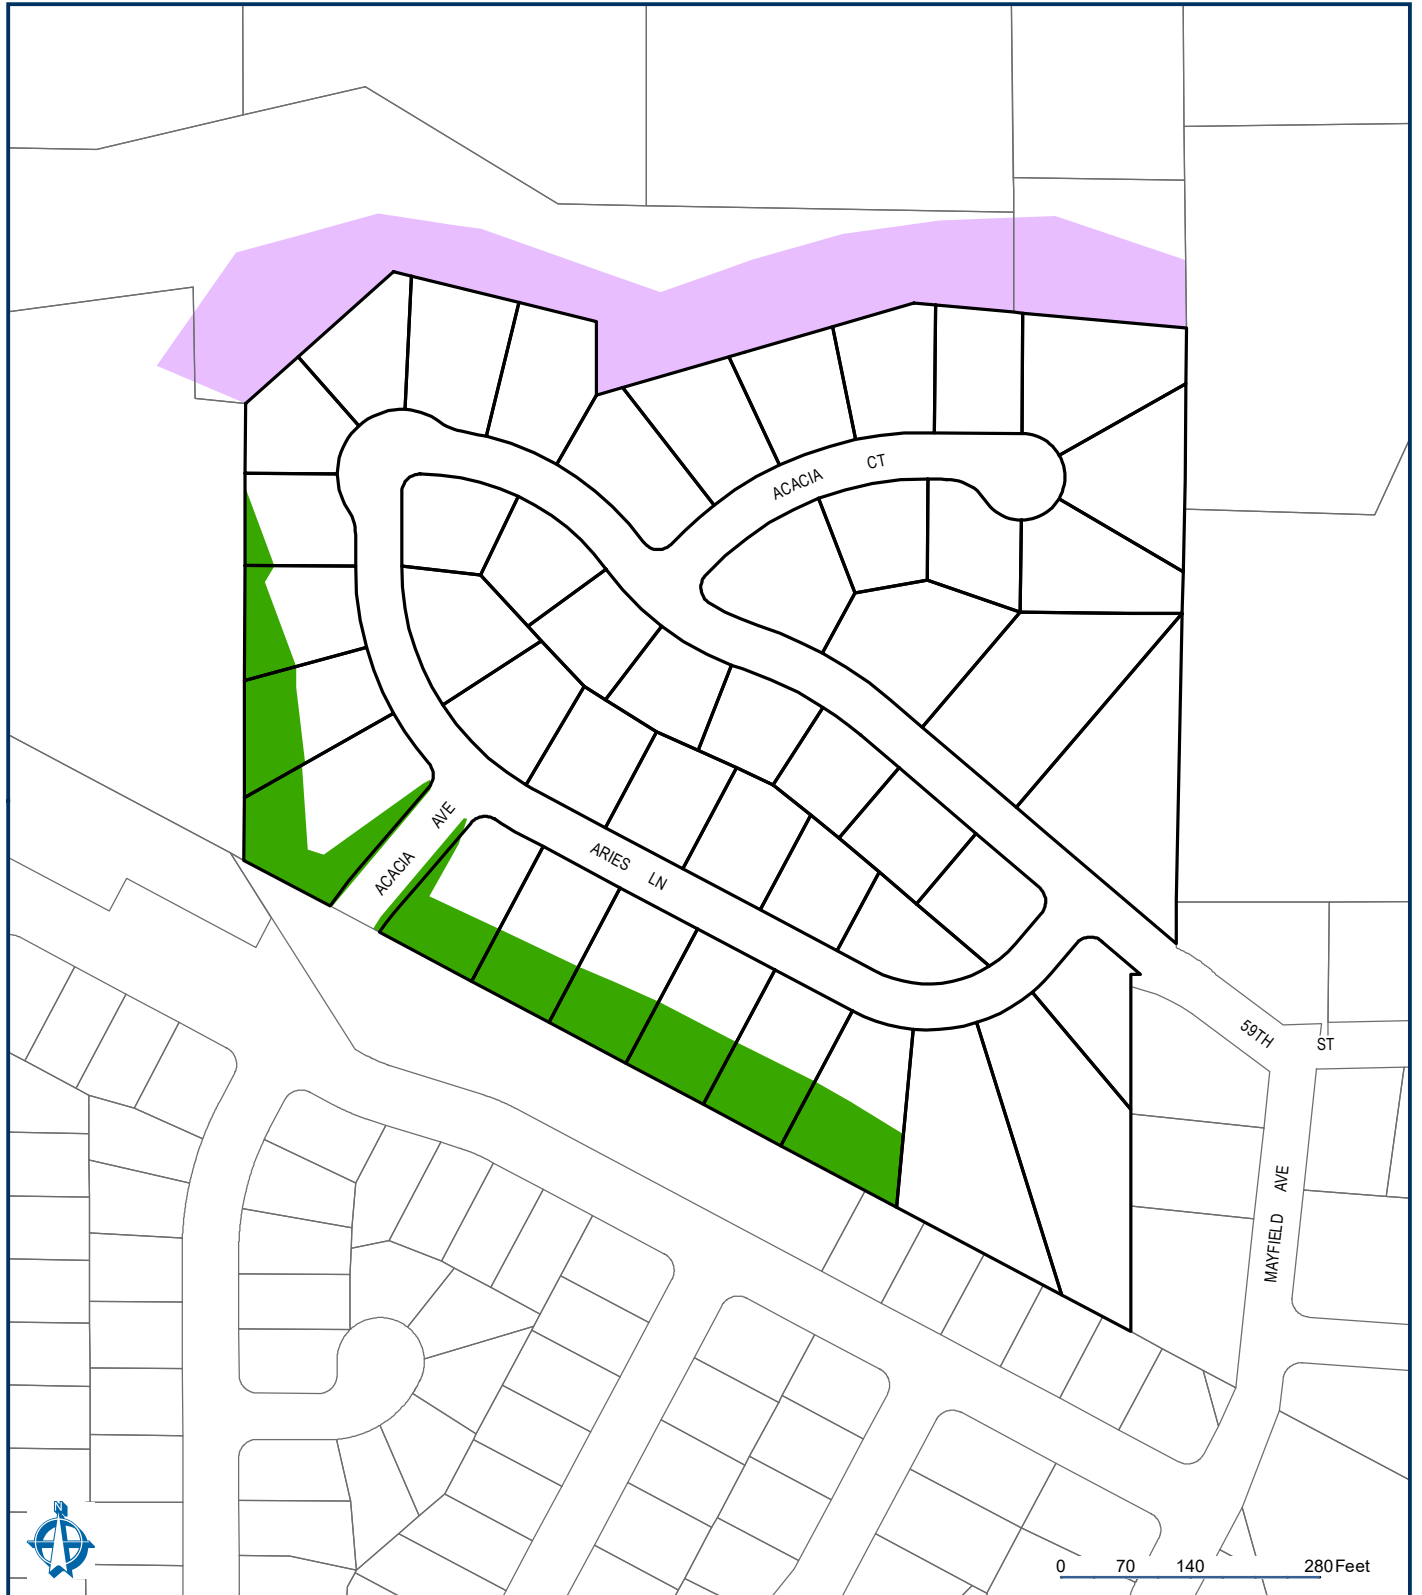 ACACIA CT
ACACIA AVE
ARIES LN
59TH ST
MAYFIELD AVE
N
0 70 140 280 Feet